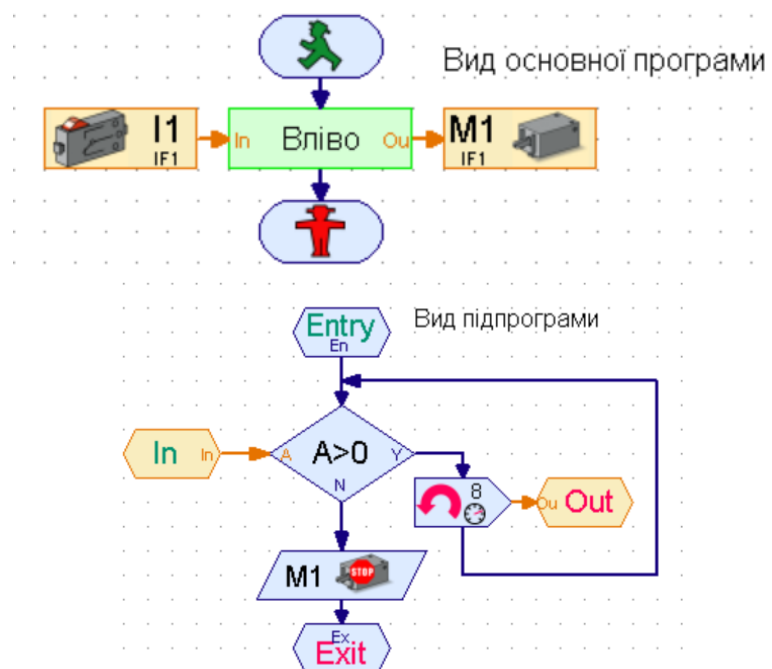 Вид основної програми
I1
IF1
In
Вліво
Ou
M1
IF1
Entry
En
Вид підпрограми
In
In
A
A>0
Y
N
8
Ou
Out
M1
STOP
Ex
Exit